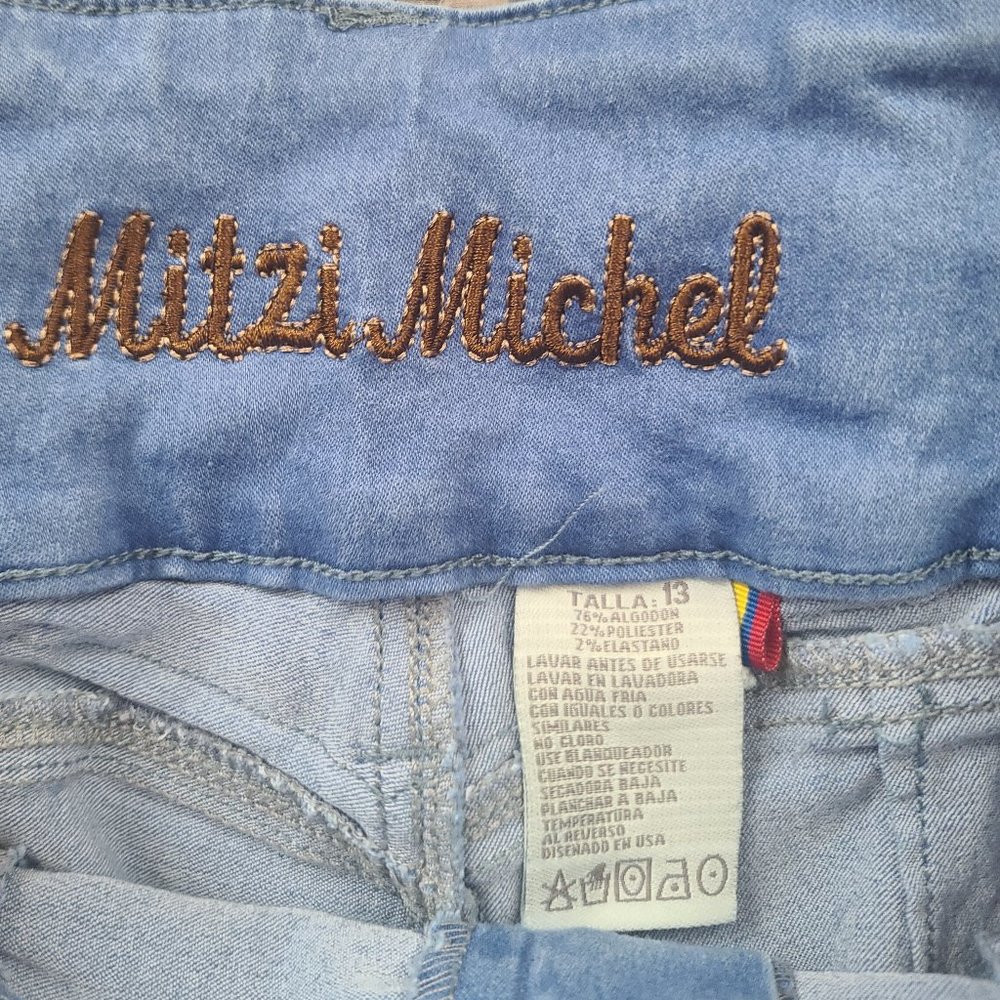 Mitzi Michel
TALLA: 13
76% ALGODON
22% POLIESTER
2% ELASTANO
LAVAR ANTES DE USARSE
LAVAR EN LAVADORA
CON AGUA FRIA
CON IGUALES O COLORES
SIMILARES
NO CLORO
USE BLANQUEADOR
CUANDO SE NECESITE
SECADORA BAJA
PLANCHAR A BAJA
TEMPERATURA
AL REVERSO
DISENADO EN USA